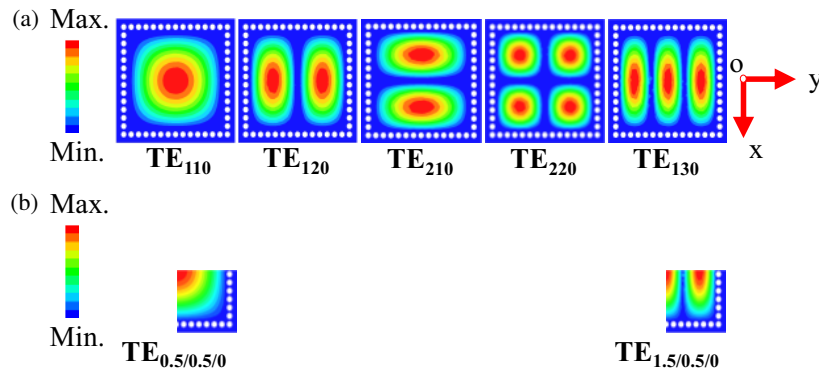 (a) Max.
Min.
TE110 TE120 TE210 TE220 TE130
o y
x
(b) Max.
Min.
TE0.5/0.5/0 TE1.5/0.5/0